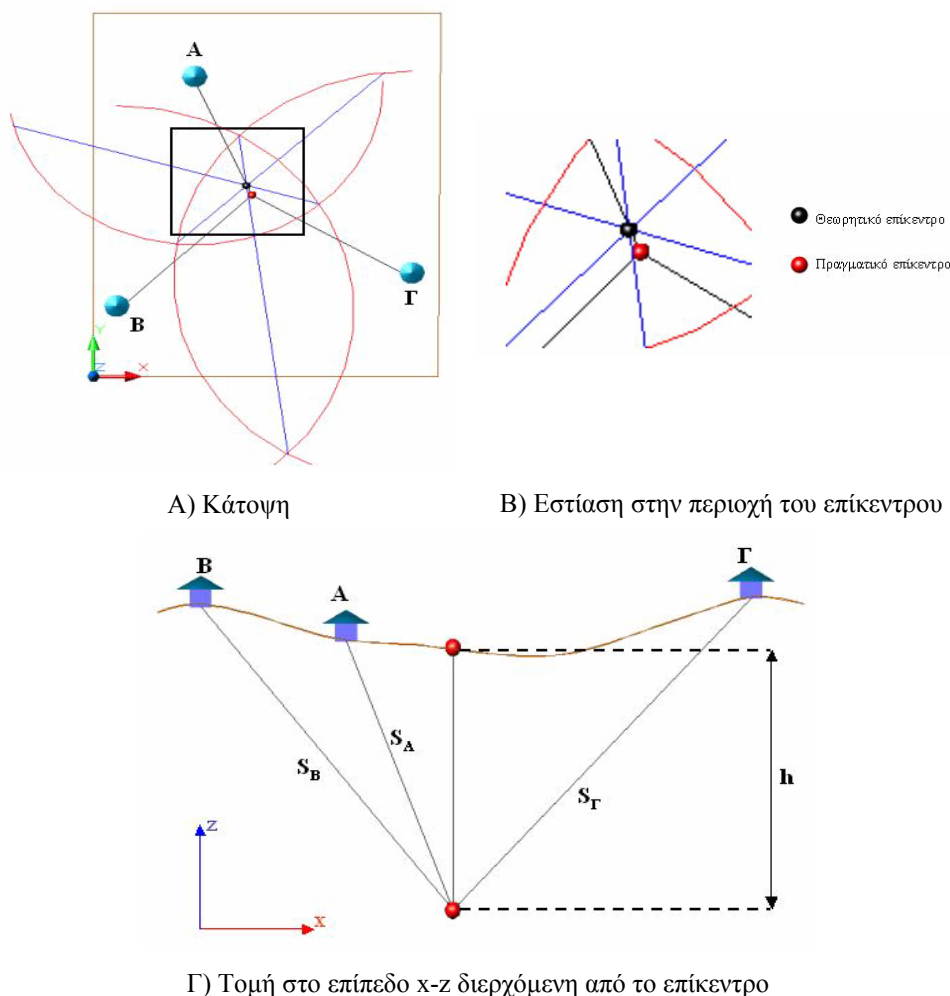 A
B
Γ
Y
Z
X
Θεωρητικό επίκεντρο
Πραγματικό επίκεντρο
Α) Κάτοψη
Β) Εστίαση στην περιοχή του επίκεντρου
B
A
Γ
S_A
S_B
S_Γ
h
Z
X
Γ) Τομή στο επίπεδο x-z διερχόμενη από το επίκεντρο